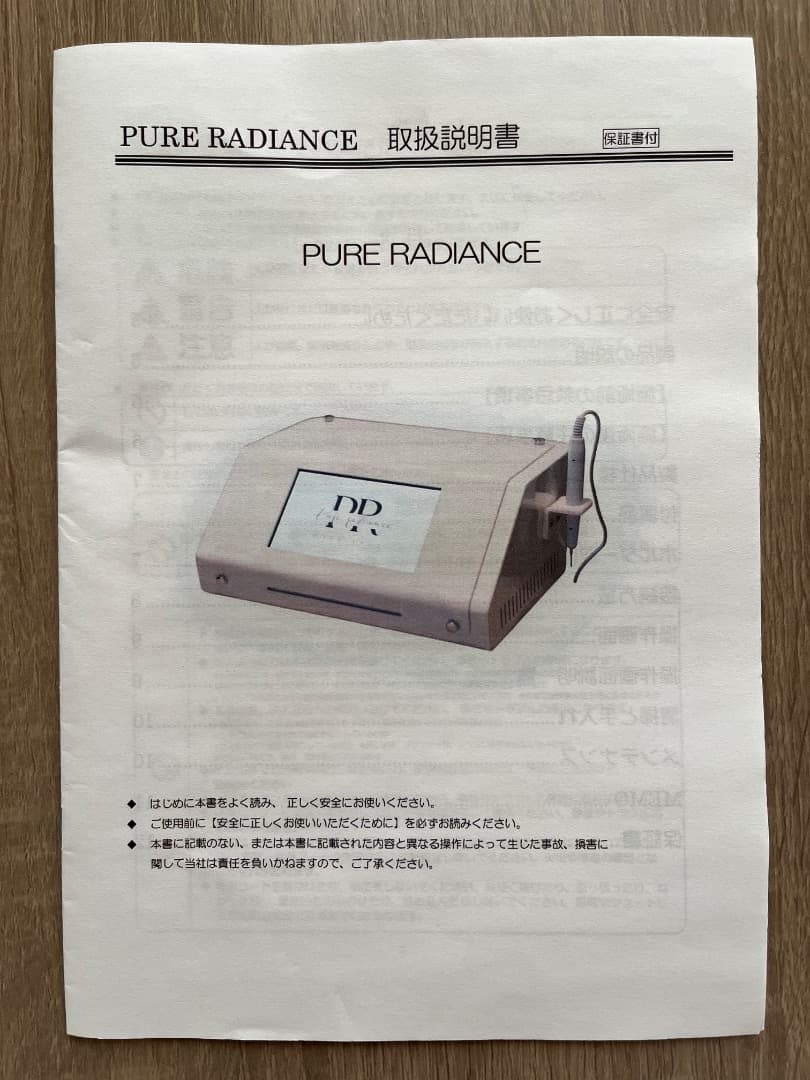 PURE RADIANCE 取扱説明書 保証書付
PURE RADIANCE
PR
Pure Radiance
◆ はじめに本書をよく読み、正しく安全にお使いください。
◆ ご使用前に【安全に正しくお使いいただくために】を必ずお読みください。
◆ 本書に記載のない、または本書に記載された内容と異なる操作によって生じた事故、損害に
関して当社は責任を負いかねますので、ご了承ください。